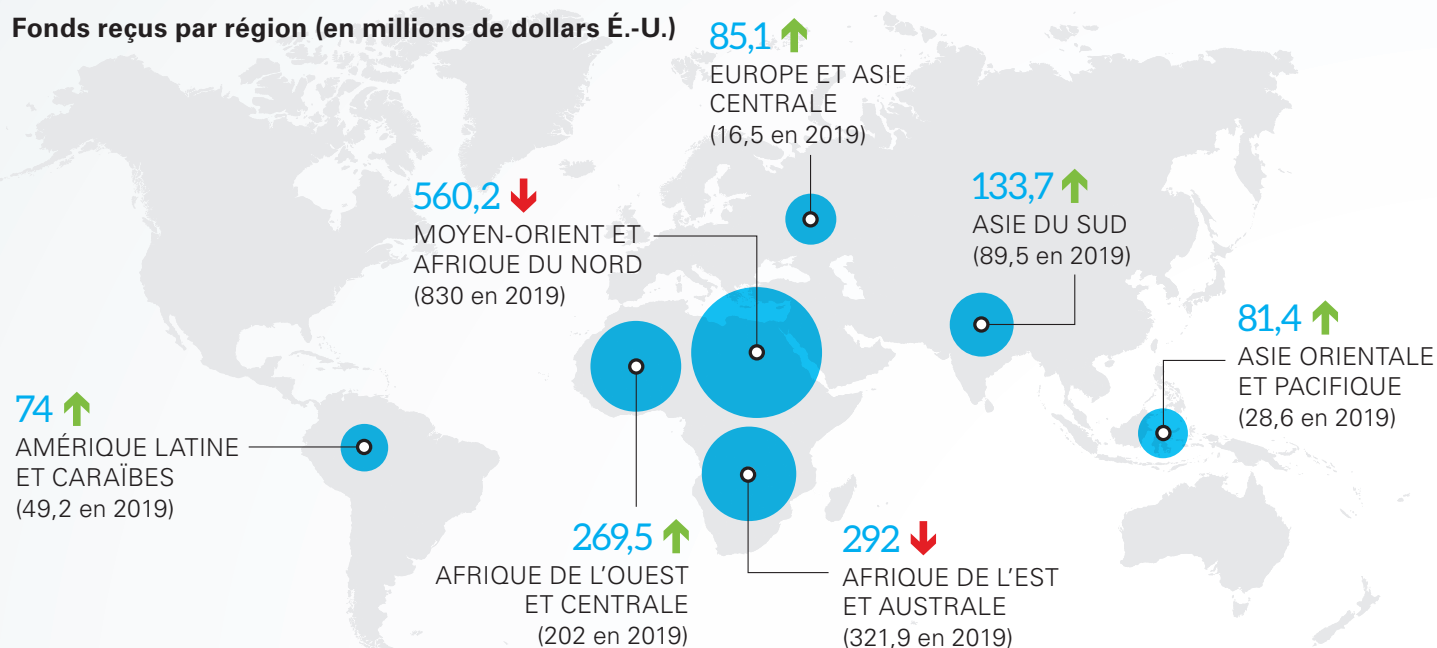 Fonds reçus par région (en millions de dollars É.-U.)
85,1
EUROPE ET ASIE
CENTRALE
(16,5 en 2019)
560,2
MOYEN-ORIENT ET
AFRIQUE DU NORD
(830 en 2019)
133,7
ASIE DU SUD
(89,5 en 2019)
81,4
ASIE ORIENTALE
ET PACIFIQUE
(28,6 en 2019)
74
AMÉRIQUE LATINE
ET CARAÏBES
(49,2 en 2019)
269,5
AFRIQUE DE L’OUEST
ET CENTRALE
(202 en 2019)
292
AFRIQUE DE L’EST
ET AUSTRALE
(321,9 en 2019)